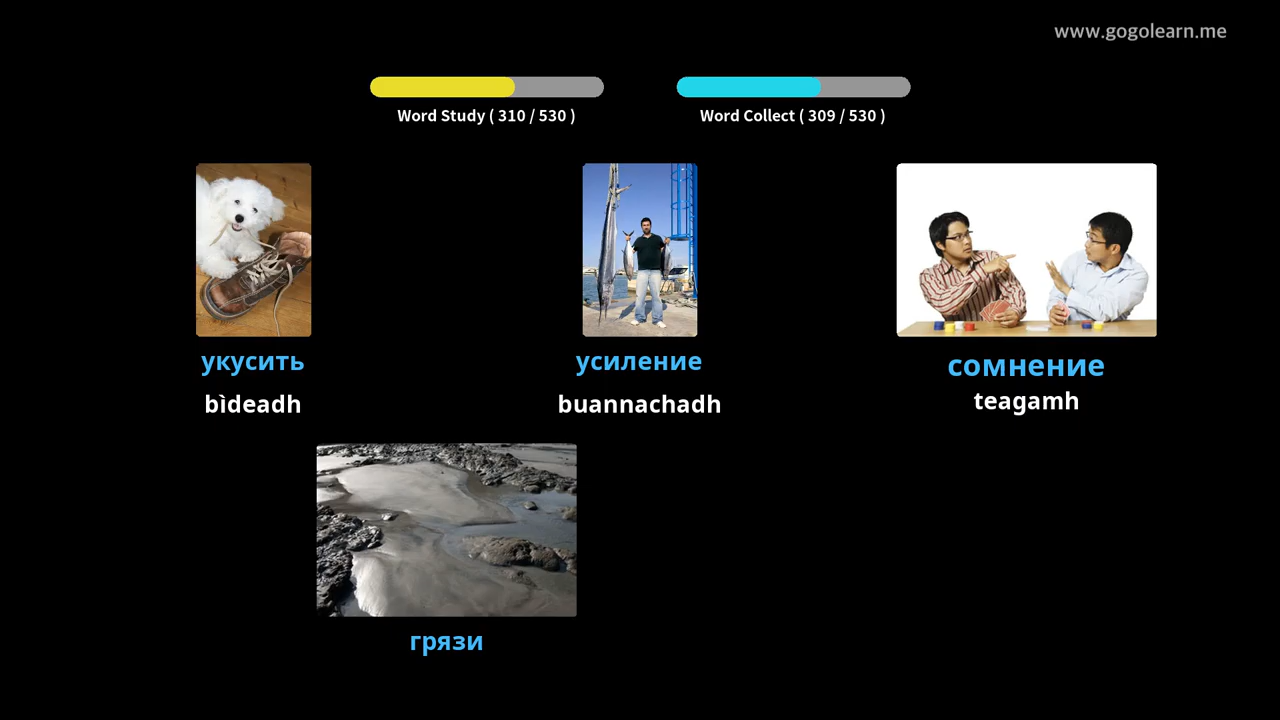 www.gogolearn.me
Word Study ( 310 / 530 )
Word Collect ( 309 / 530 )
укусить
усиление
сомнение
bìdeadh
buannachadh
teagamh
грязи